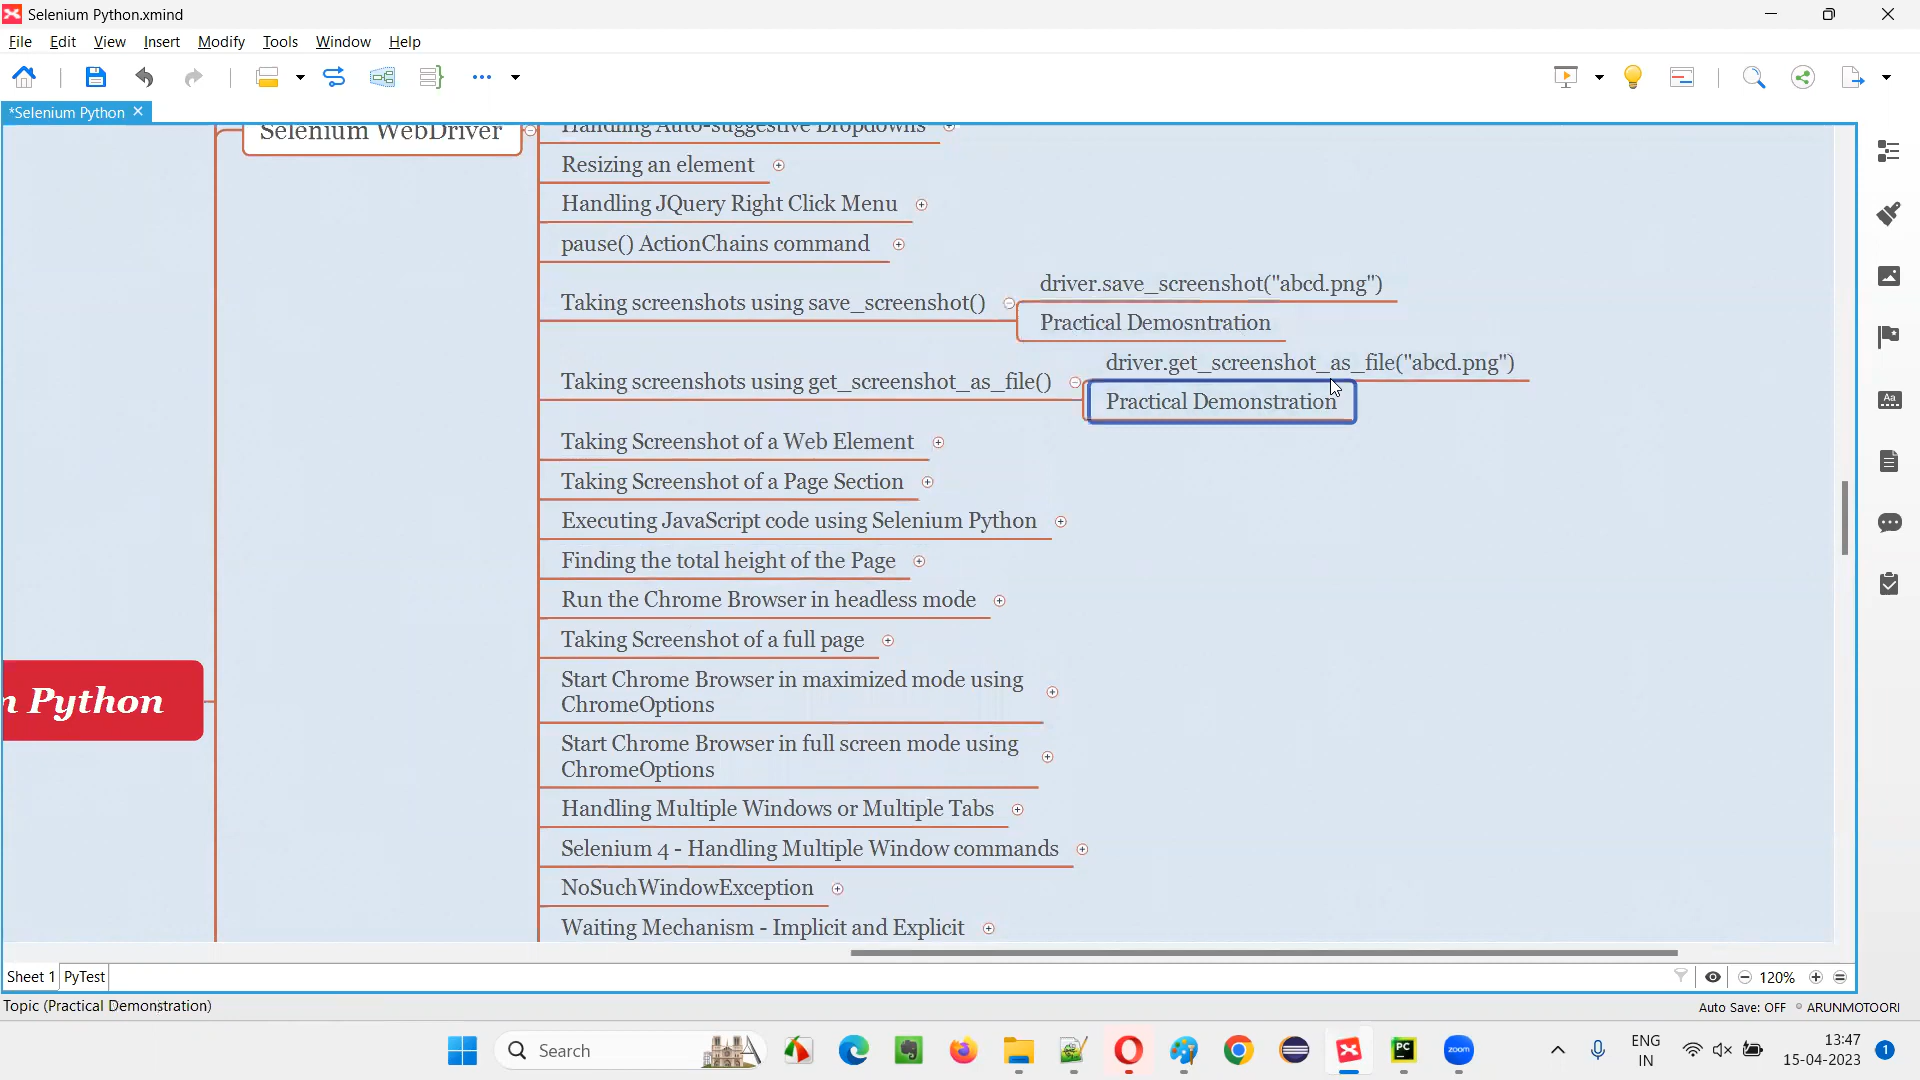 Selenium Python.xmind
File Edit View Insert Modify Tools Window Help
*Selenium Python
Selenium WebDriver
Handling Auto-suggestive Dropdowns
Resizing an element
Handling JQuery Right Click Menu
pause() ActionChains command
driver.save_screenshot("abcd.png")
Taking screenshots using save_screenshot()
Practical Demosntration
driver.get_screenshot_as_file("abcd.png")
Taking screenshots using get_screenshot_as_file()
Practical Demonstration
Taking Screenshot of a Web Element
Taking Screenshot of a Page Section
Executing JavaScript code using Selenium Python
Finding the total height of the Page
Run the Chrome Browser in headless mode
Taking Screenshot of a full page
Start Chrome Browser in maximized mode using
ChromeOptions
n Python
Start Chrome Browser in full screen mode using
ChromeOptions
Handling Multiple Windows or Multiple Tabs
Selenium 4 - Handling Multiple Window commands
NoSuchWindowException
Waiting Mechanism - Implicit and Explicit
Sheet 1 PyTest
120%
Topic (Practical Demonstration)
Auto Save: OFF ARUNMOTOORI
Search
zoom
ENG
IN
13:47
15-04-2023
1